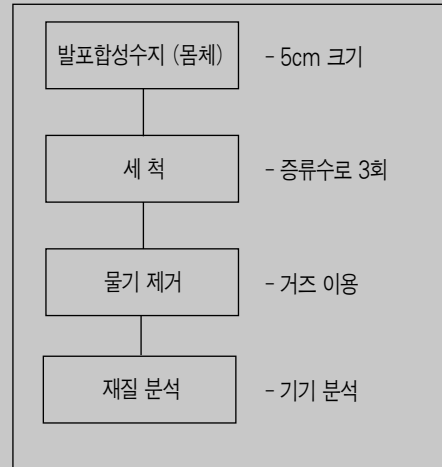 발포합성수지 (몸체) - 5cm 크기
세 척 - 증류수로 3회
물기 제거 - 거즈 이용
재질 분석 - 기기 분석